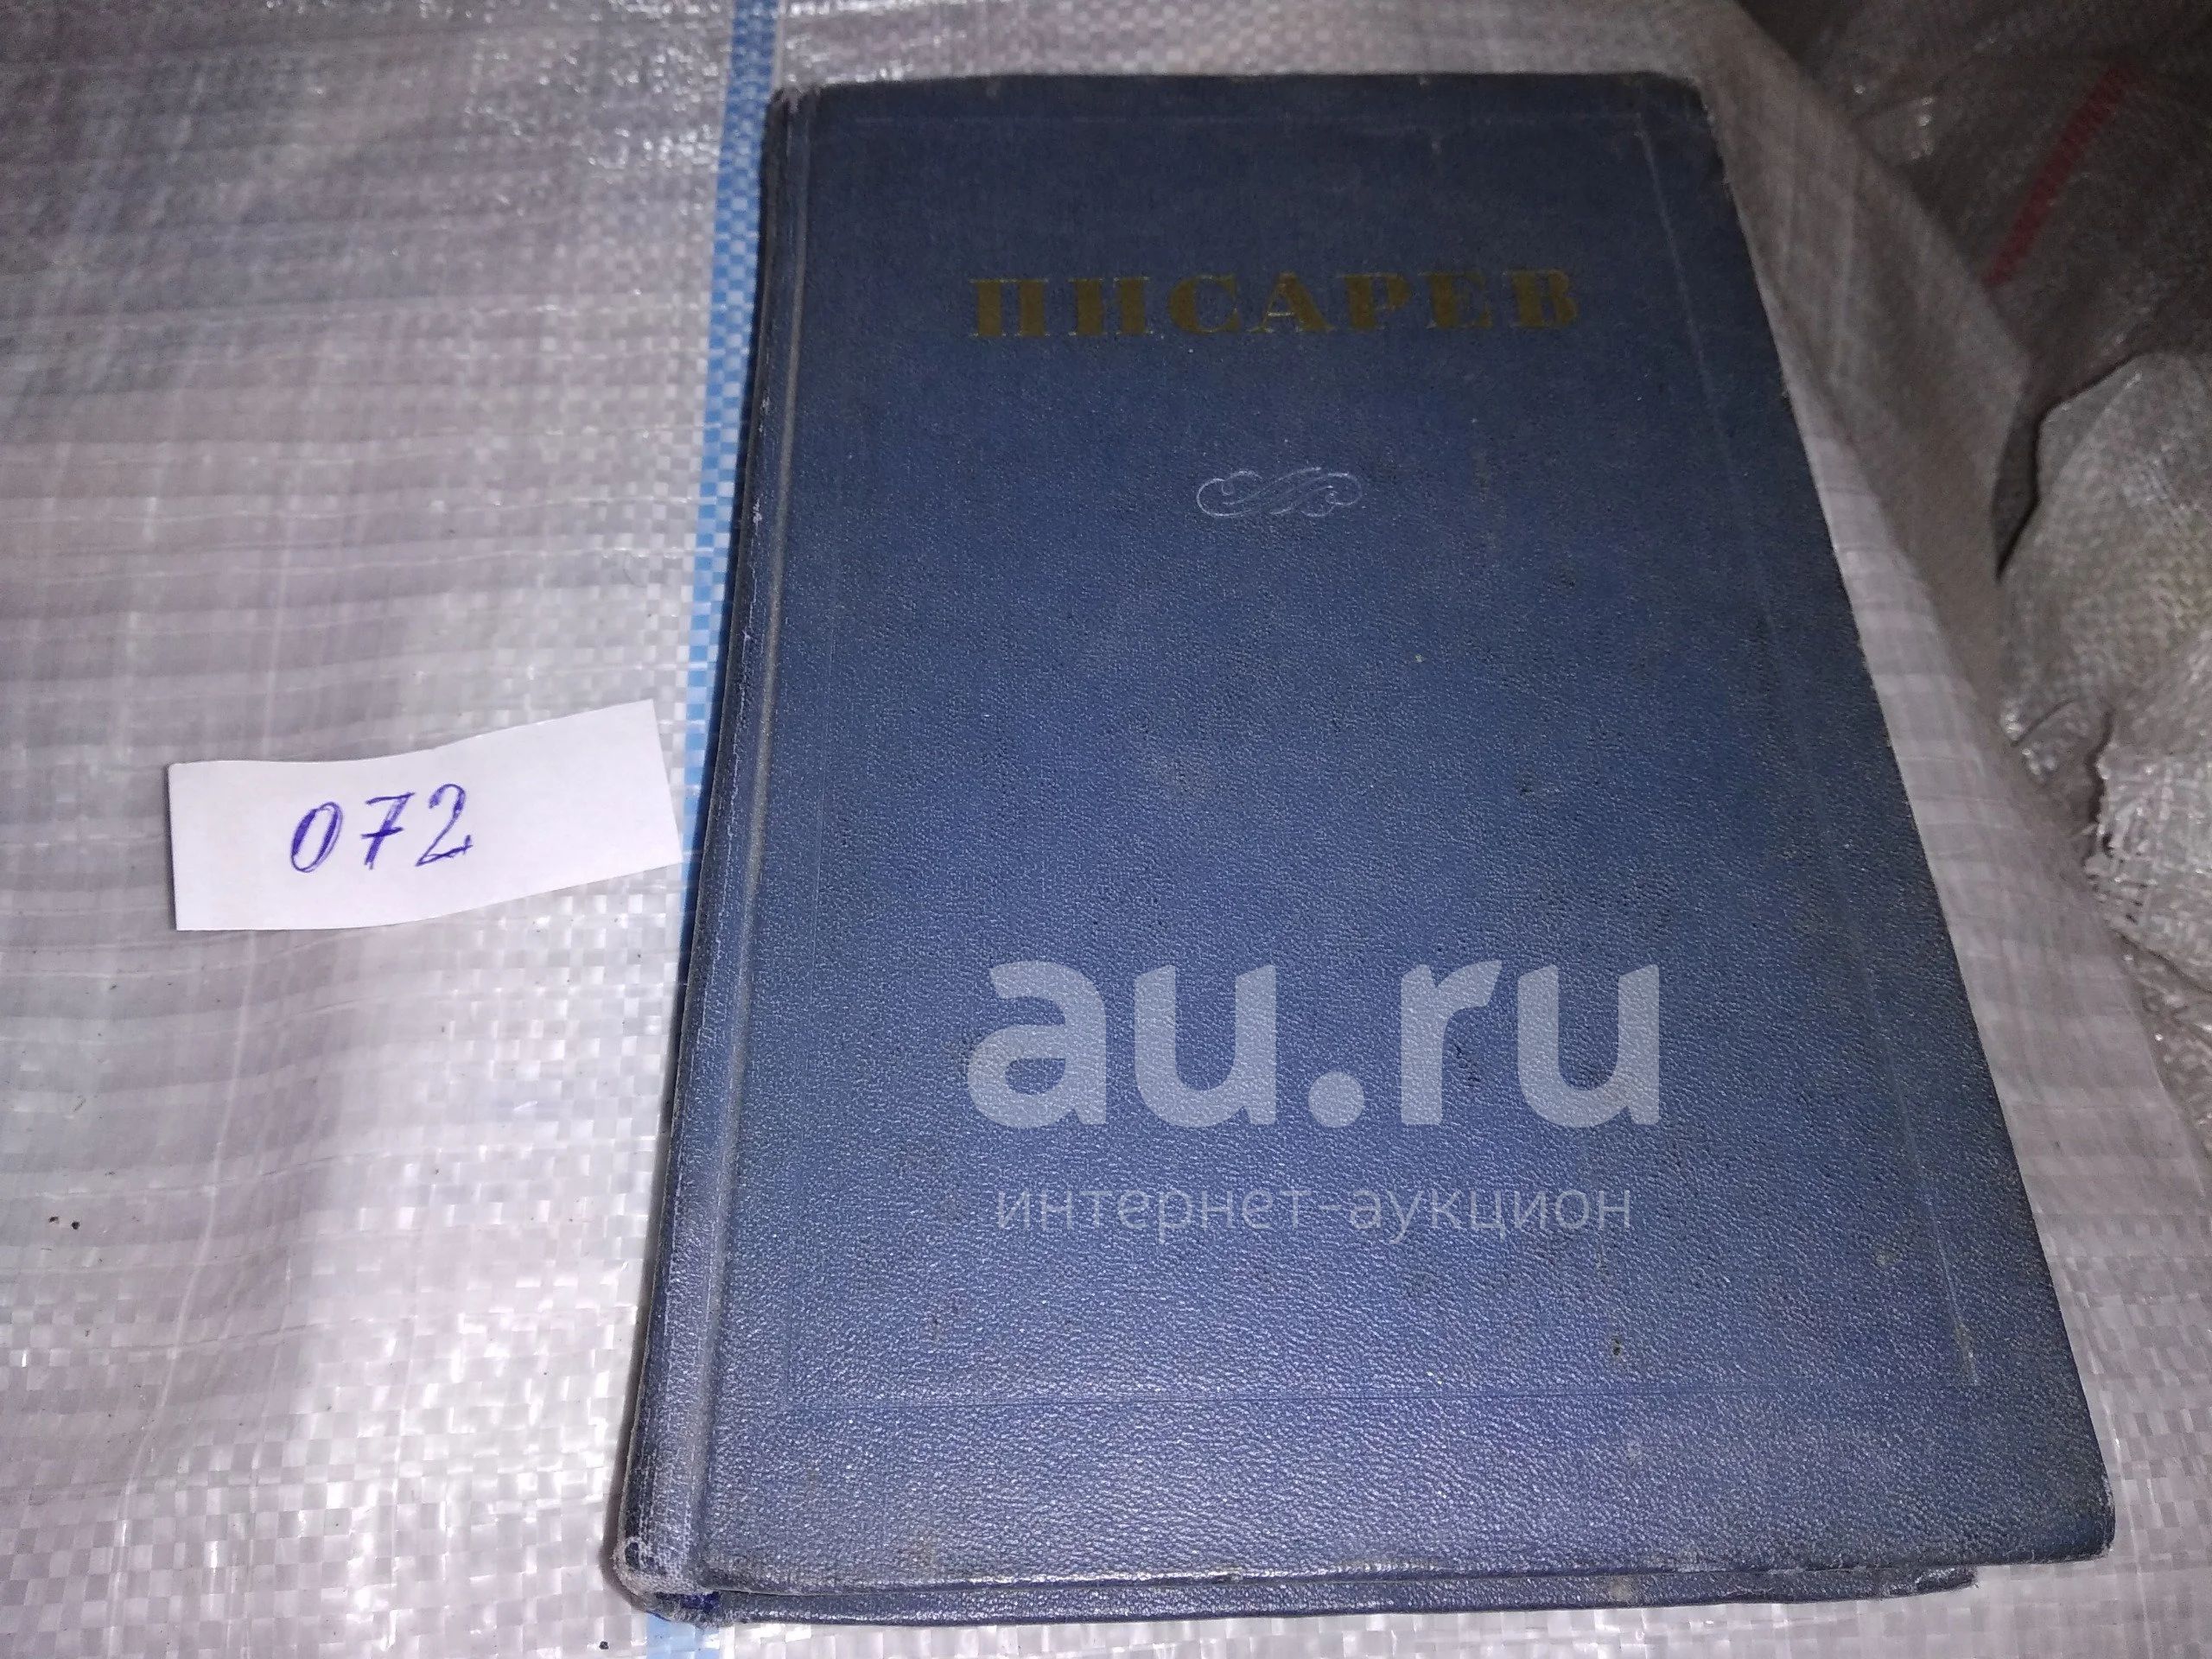 ПИСАРЕВ
072
au.ru
интернет-аукцион